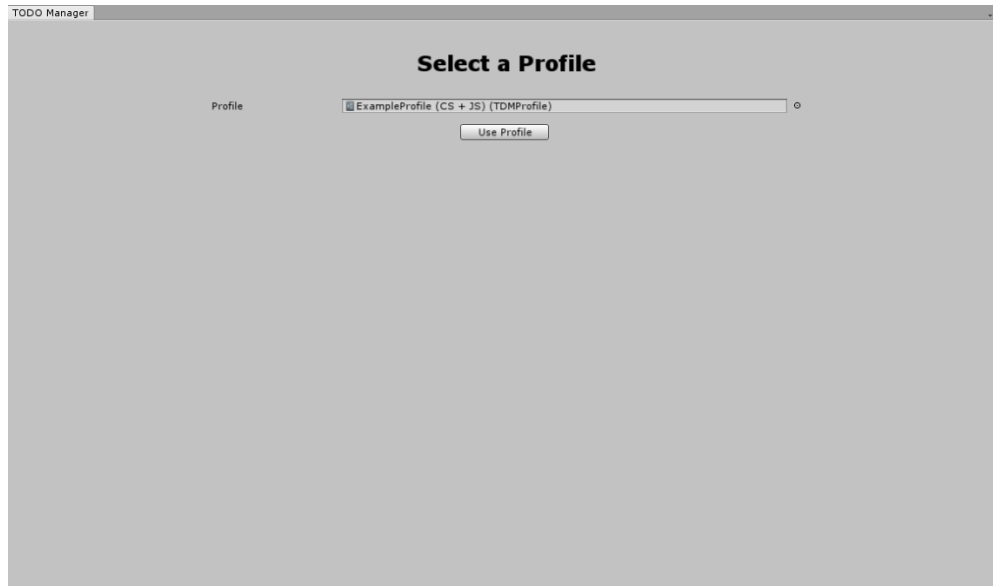 TODO Manager
Select a Profile
Profile ExampleProfile (CS + JS) (TDMProfile)
Use Profile